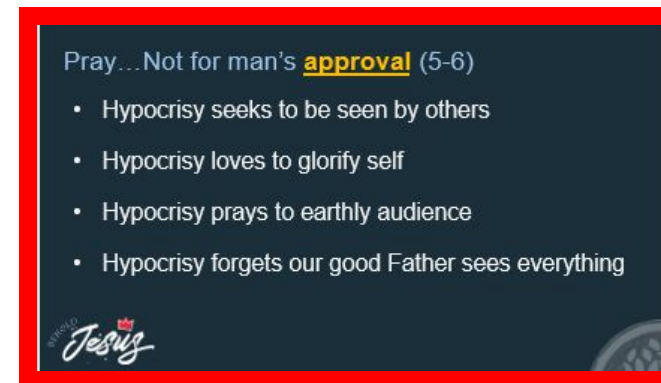 Pray…Not for man's approval (5-6)
• Hypocrisy seeks to be seen by others
• Hypocrisy loves to glorify self
• Hypocrisy prays to earthly audience
• Hypocrisy forgets our good Father sees everything
BEHOLD
Jesus